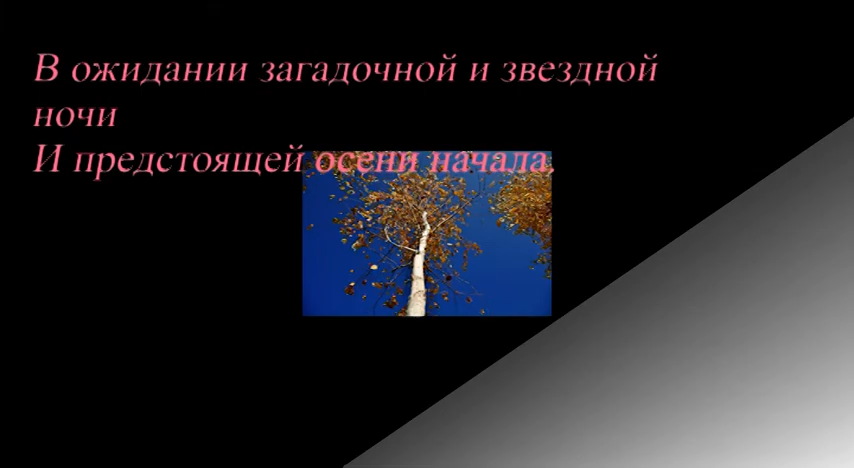 В ожидании загадочной и звездной
ночи
И предстоящей осени начала.